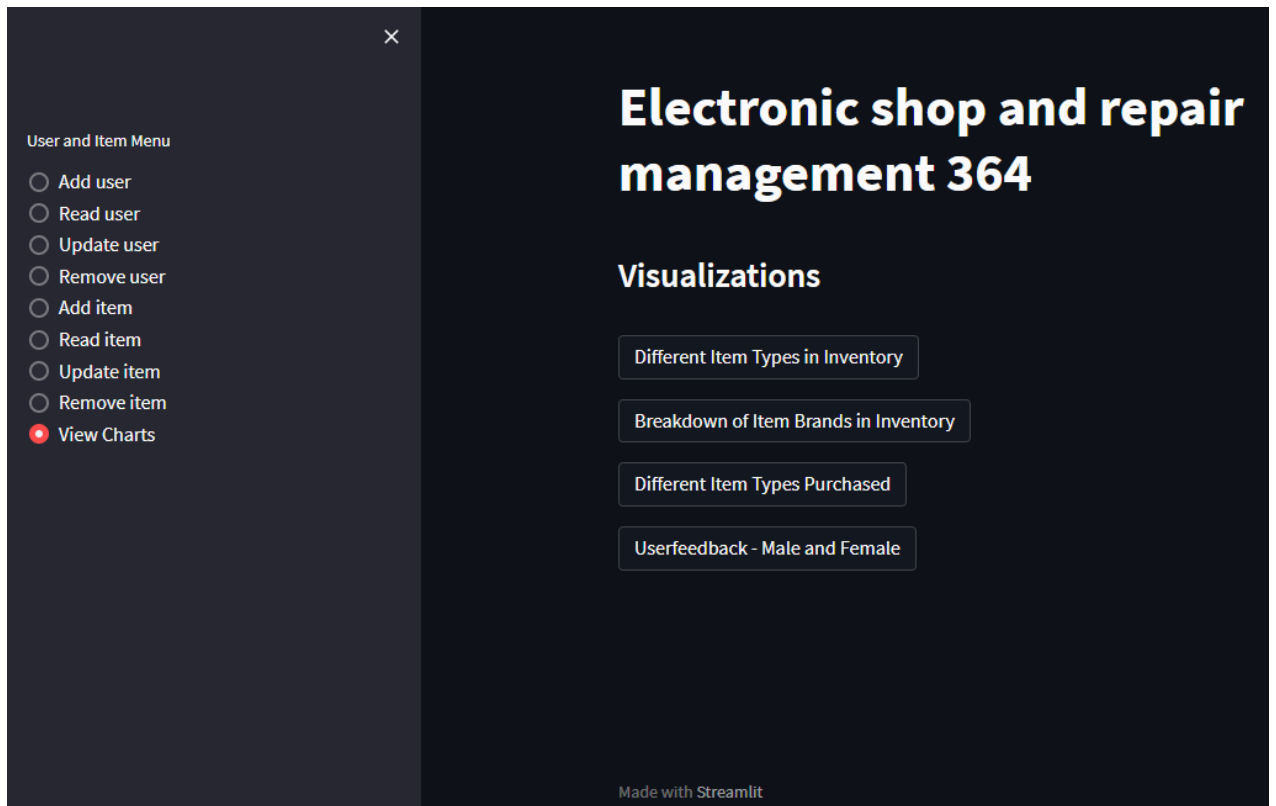 User and Item Menu
Add user
Read user
Update user
Remove user
Add item
Read item
Update item
Remove item
View Charts
Electronic shop and repair
management 364
Visualizations
Different Item Types in Inventory
Breakdown of Item Brands in Inventory
Different Item Types Purchased
Userfeedback - Male and Female
Made with Streamlit